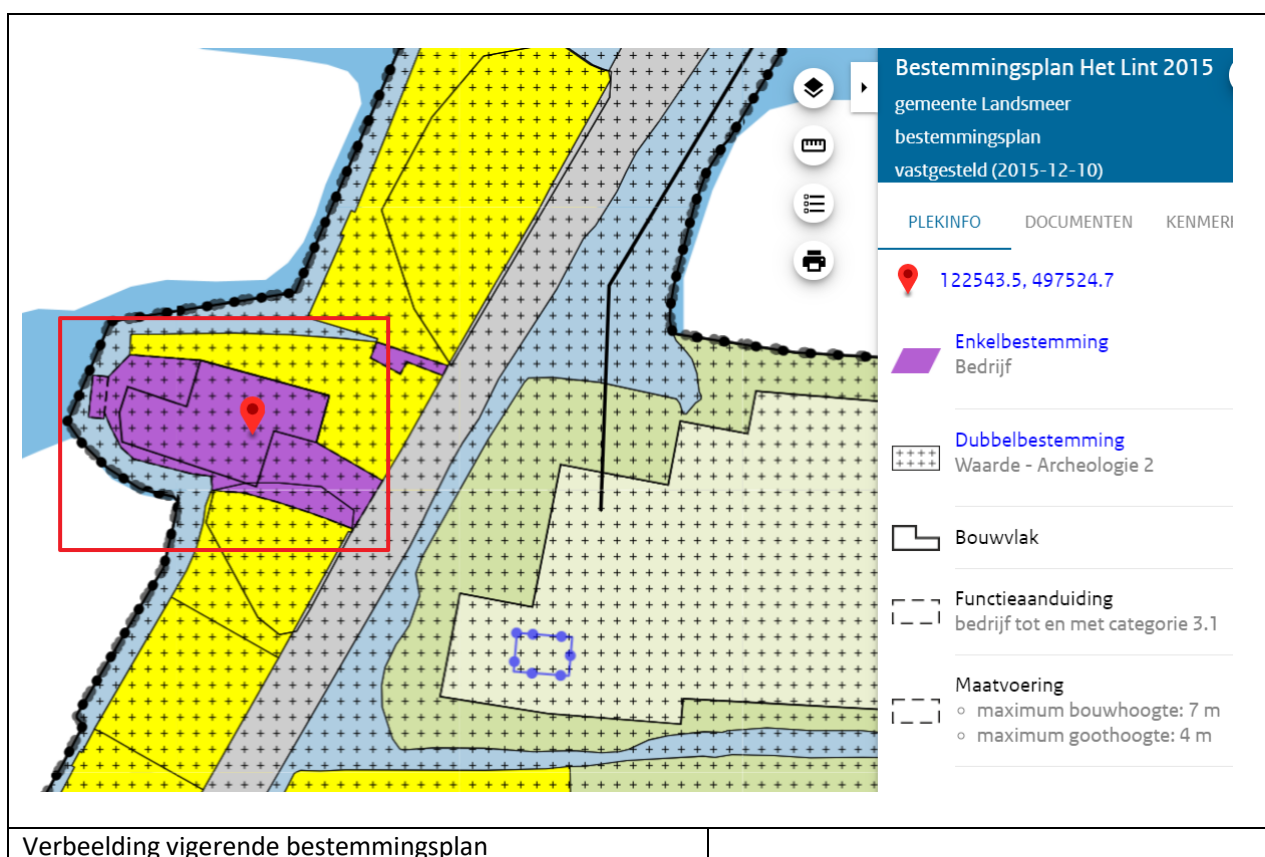 Bestemmingsplan Het Lint 2015
gemeente Landsmeer
bestemmingsplan
vastgesteld (2015-12-10)
PLEKINFO DOCUMENTEN KENMER
122543.5, 497524.7
Enkelbestemming
Bedrijf
Dubbelbestemming
Waarde - Archeologie 2
Bouwvlak
Functieaanduiding
bedrijf tot en met categorie 3.1
Maatvoering
maximum bouwhoogte: 7 m
maximum goothoogte: 4 m
Verbeelding vigerende bestemmingsplan